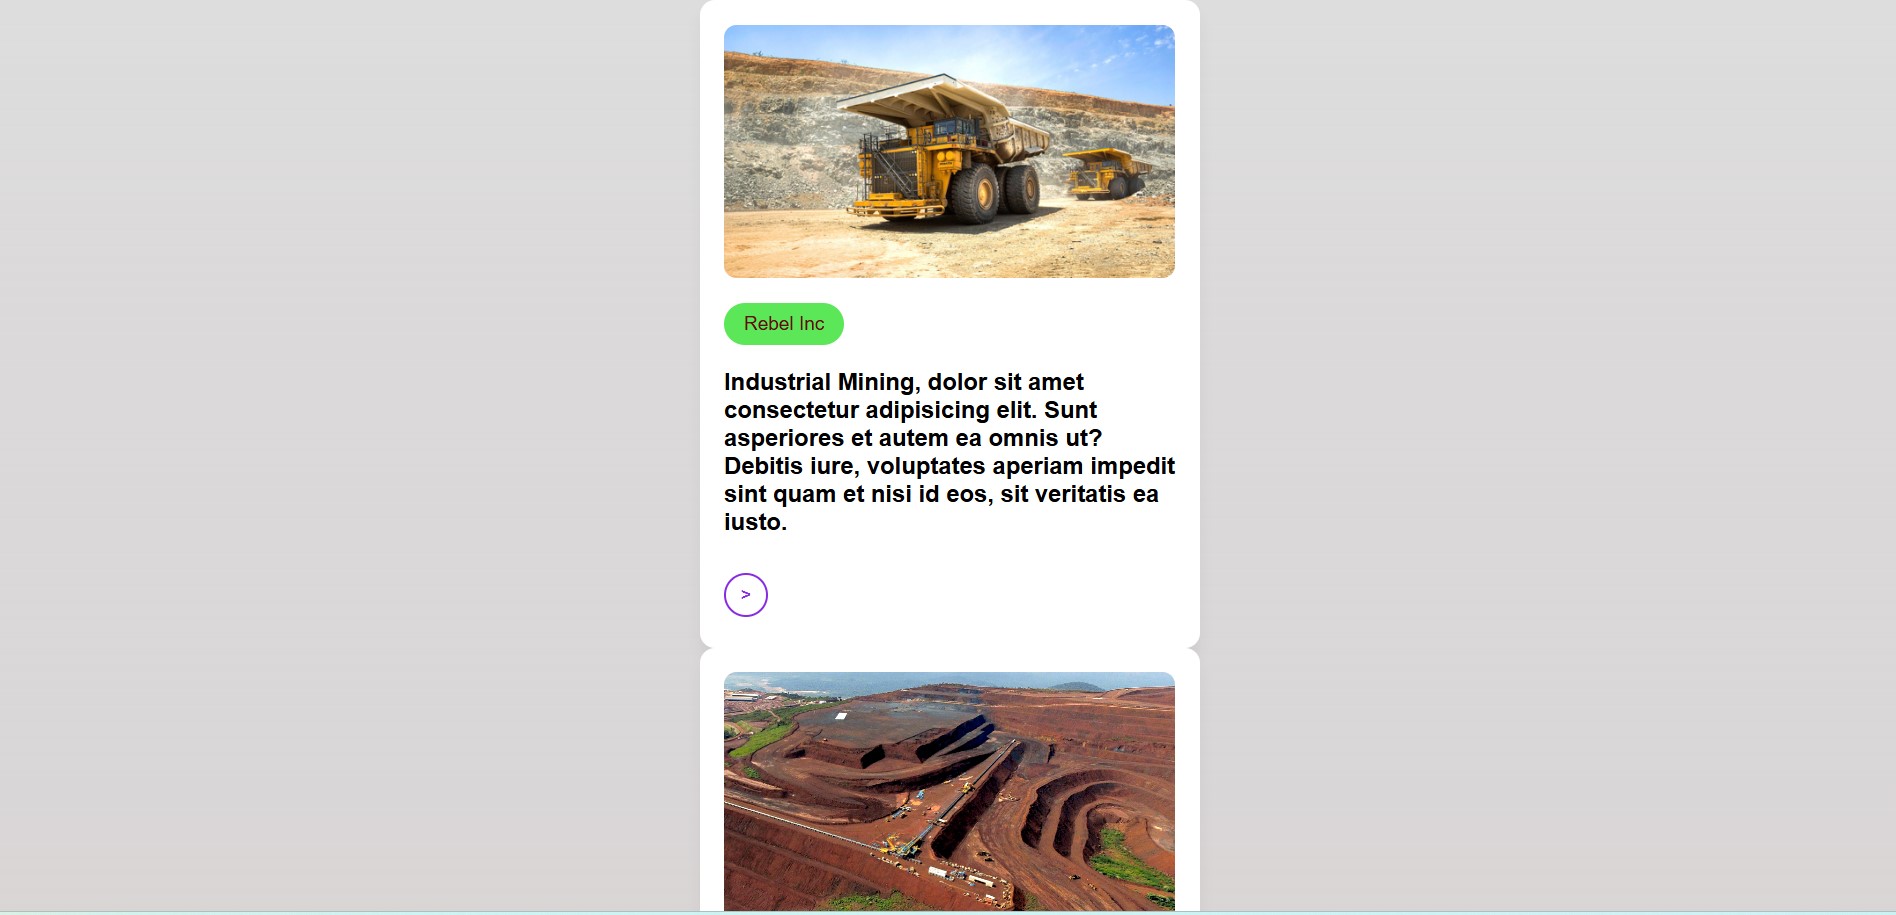 Rebel Inc
Industrial Mining, dolor sit amet
consectetur adipisicing elit. Sunt
asperiores et autem ea omnis ut?
Debitis iure, voluptates aperiam impedit
sint quam et nisi id eos, sit veritatis ea
iusto.
>